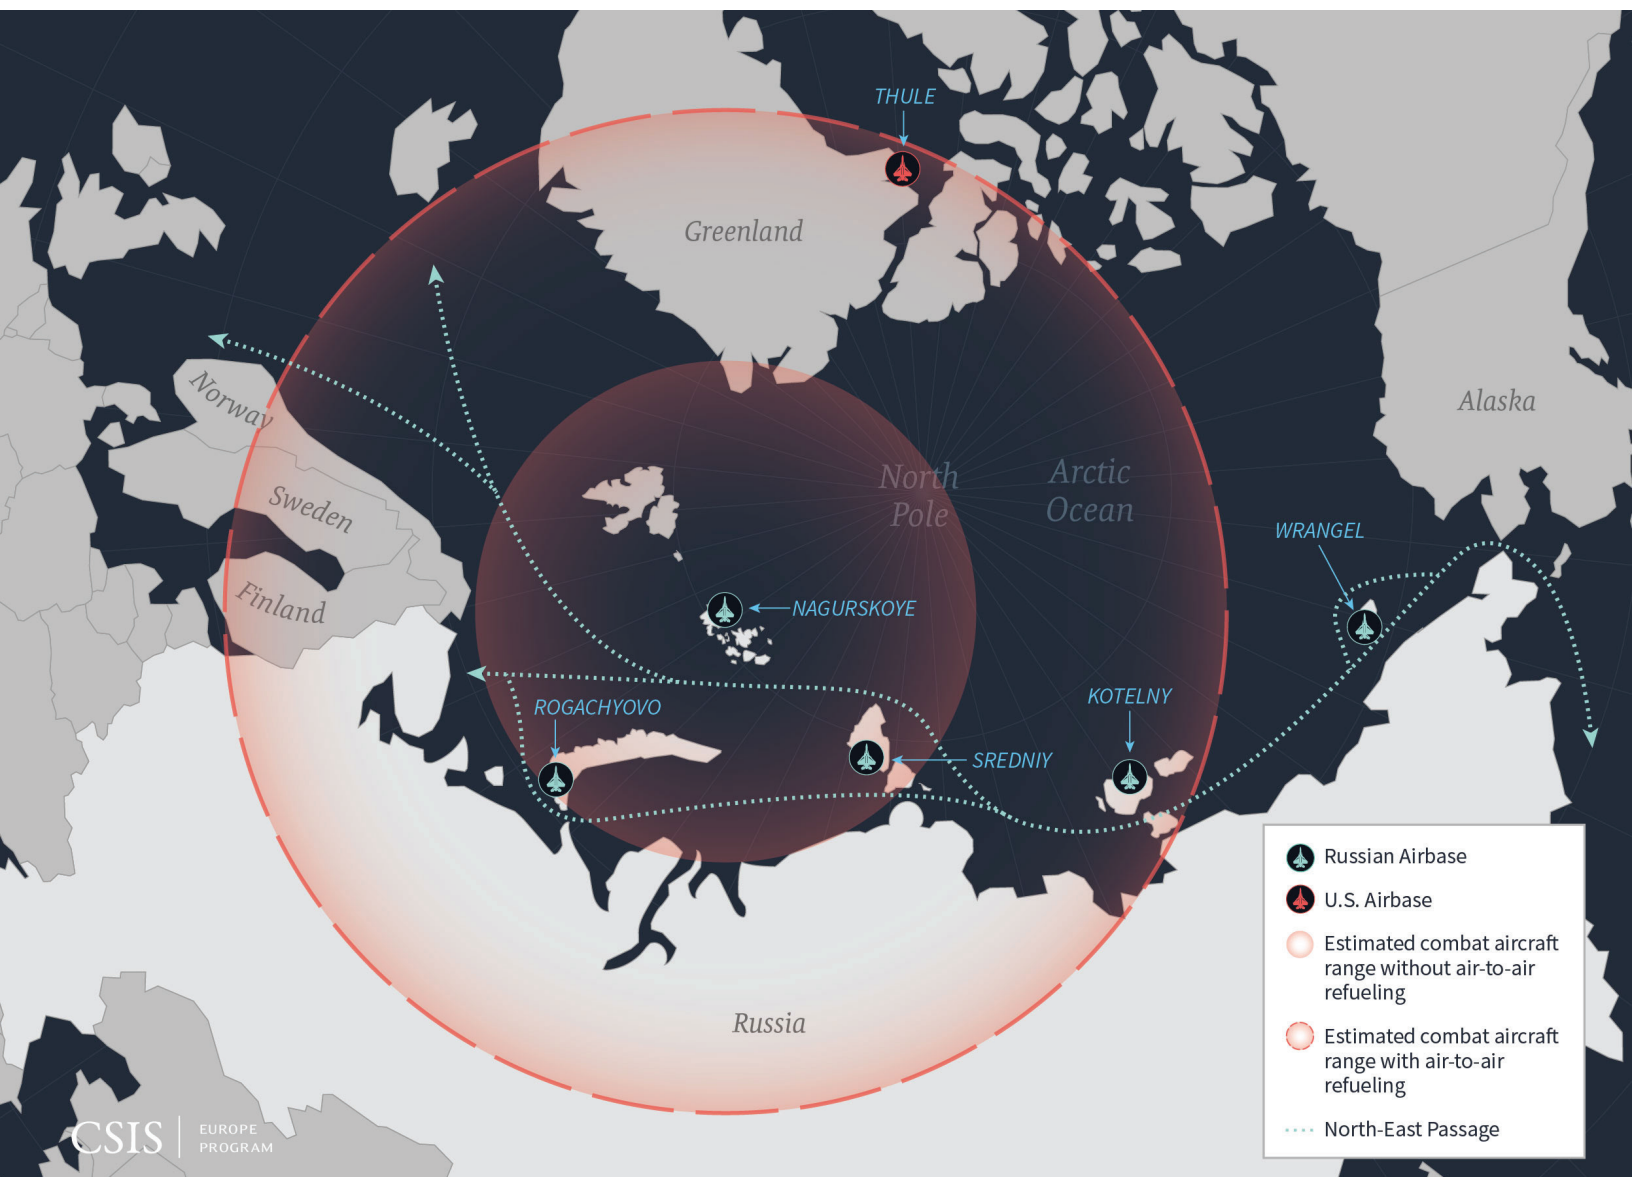 THULE
Greenland
Norway
Alaska
North
Pole
Arctic
Ocean
Sweden
WRANGEL
Finland
NAGURSKOYE
ROGACHYOVO
KOTELNY
SREDNIY
Russia
Russian Airbase
U.S. Airbase
Estimated combat aircraft
range without air-to-air
refueling
Estimated combat aircraft
range with air-to-air
refueling
North-East Passage
CSIS
EUROPE
PROGRAM